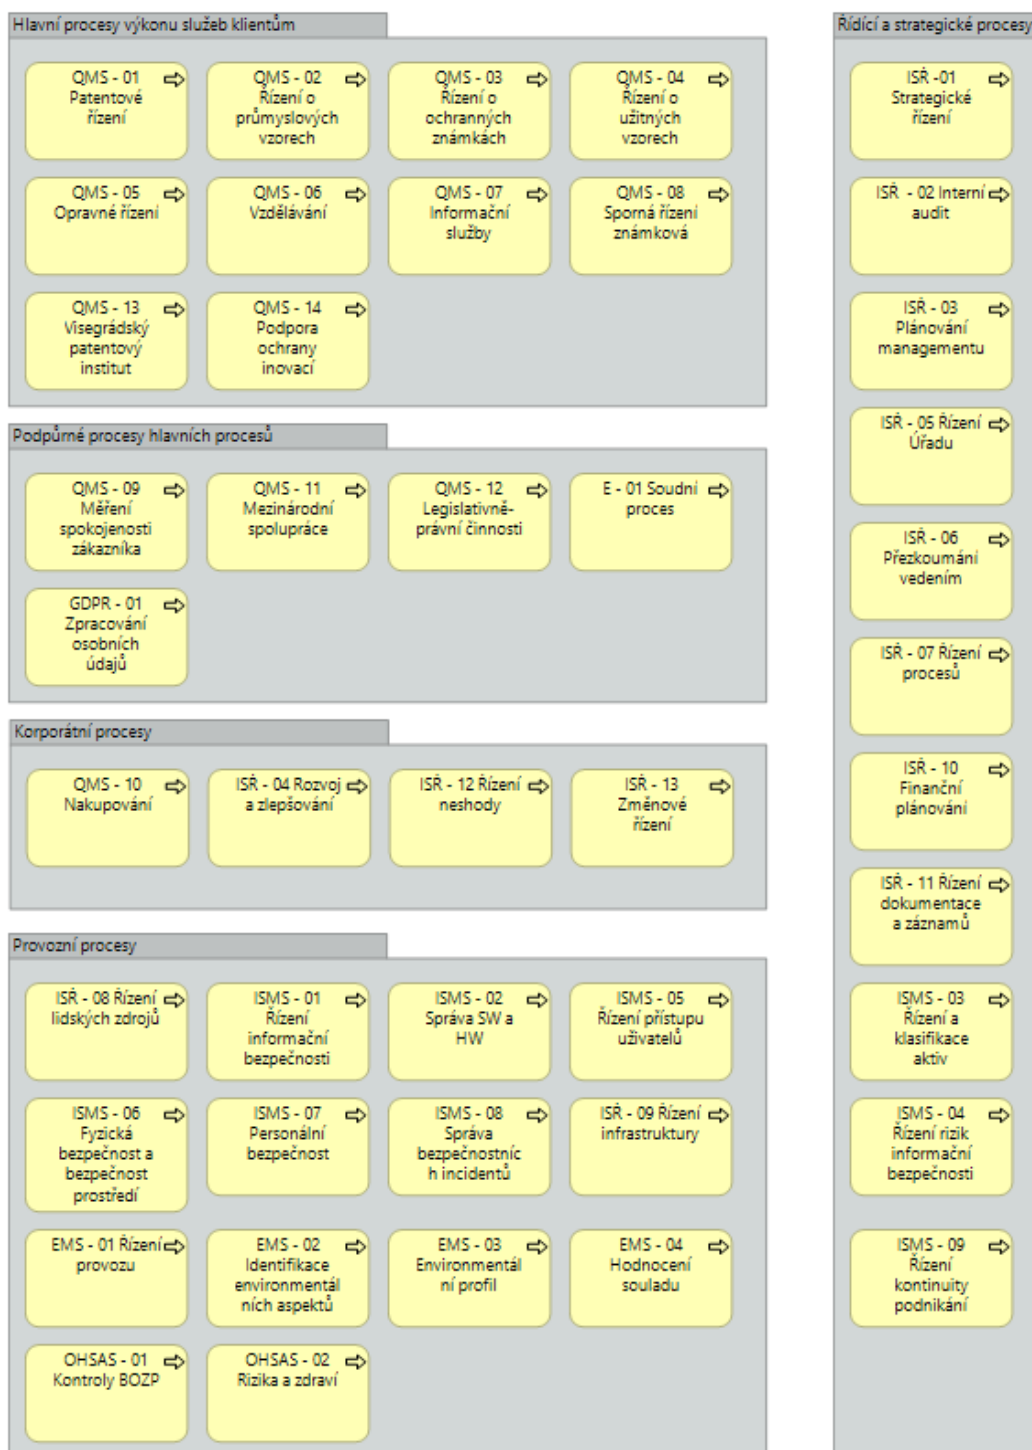 Hlavní procesy výkonu služeb klientům
QMS - 01
Patentové
řízení
QMS - 02
Řízení o
průmyslových
vzorech
QMS - 03
Řízení o
ochranných
známkách
QMS - 04
Řízení o
užitných
vzorech
QMS - 05
Opravné řízení
QMS - 06
Vzdělávání
QMS - 07
Informační
služby
QMS - 08
Sporná řízení
známková
QMS - 13
Visegrádský
patentový
institut
QMS - 14
Podpora
ochrany
inovací
Podpůrné procesy hlavních procesů
QMS - 09
Měření
spokojenosti
zákazníka
QMS - 11
Mezinárodní
spolupráce
QMS - 12
Legislativně-
právní činnosti
E - 01 Soudní
proces
GDPR - 01
Zpracování
osobních
údajů
Korporátní procesy
QMS - 10
Nakupování
ISŘ - 04 Rozvoj
a zlepšování
ISŘ - 12 Řízení
neshody
ISŘ - 13
Změnové
řízení
Provozní procesy
ISŘ - 08 Řízení
lidských zdrojů
ISMS - 01
Řízení
informační
bezpečnosti
ISMS - 02
Správa SW a
HW
ISMS - 05
Řízení přístupu
uživatelů
ISMS - 06
Fyzická
bezpečnost a
bezpečnost
prostředí
ISMS - 07
Personální
bezpečnost
ISMS - 08
Správa
bezpečnostníc
h incidentů
ISŘ - 09 Řízení
infrastruktury
EMS - 01 Řízení
provozu
EMS - 02
Identifikace
environmentál
ních aspektů
EMS - 03
Environmentál
ní profil
EMS - 04
Hodnocení
souladu
OHSAS - 01
Kontroly BOZP
OHSAS - 02
Rizika a zdraví
Řídící a strategické procesy
ISŘ -01
Strategické
řízení
ISŘ - 02 Interní
audit
ISŘ - 03
Plánování
managementu
ISŘ - 05 Řízení
Úřadu
ISŘ - 06
Přezkoumání
vedením
ISŘ - 07 Řízení
procesů
ISŘ - 10
Finanční
plánování
ISŘ - 11 Řízení
dokumentace
a záznamů
ISMS - 03
Řízení a
klasifikace
aktiv
ISMS - 04
Řízení rizik
informační
bezpečnosti
ISMS - 09
Řízení
kontinuity
podnikání